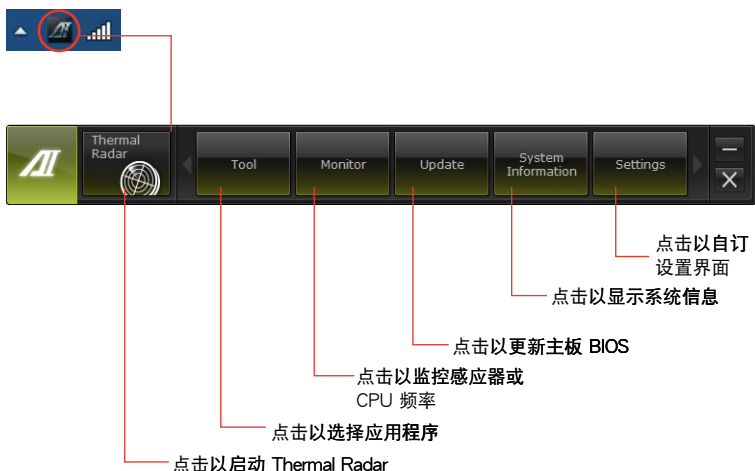 Thermal
Radar
Tool
Monitor
Update
System
Information
Settings
点击以自订
设置界面
点击以显示系统信息
点击以更新主板 BIOS
点击以监控感应器或
CPU 频率
点击以选择应用程序
点击以启动 Thermal Radar